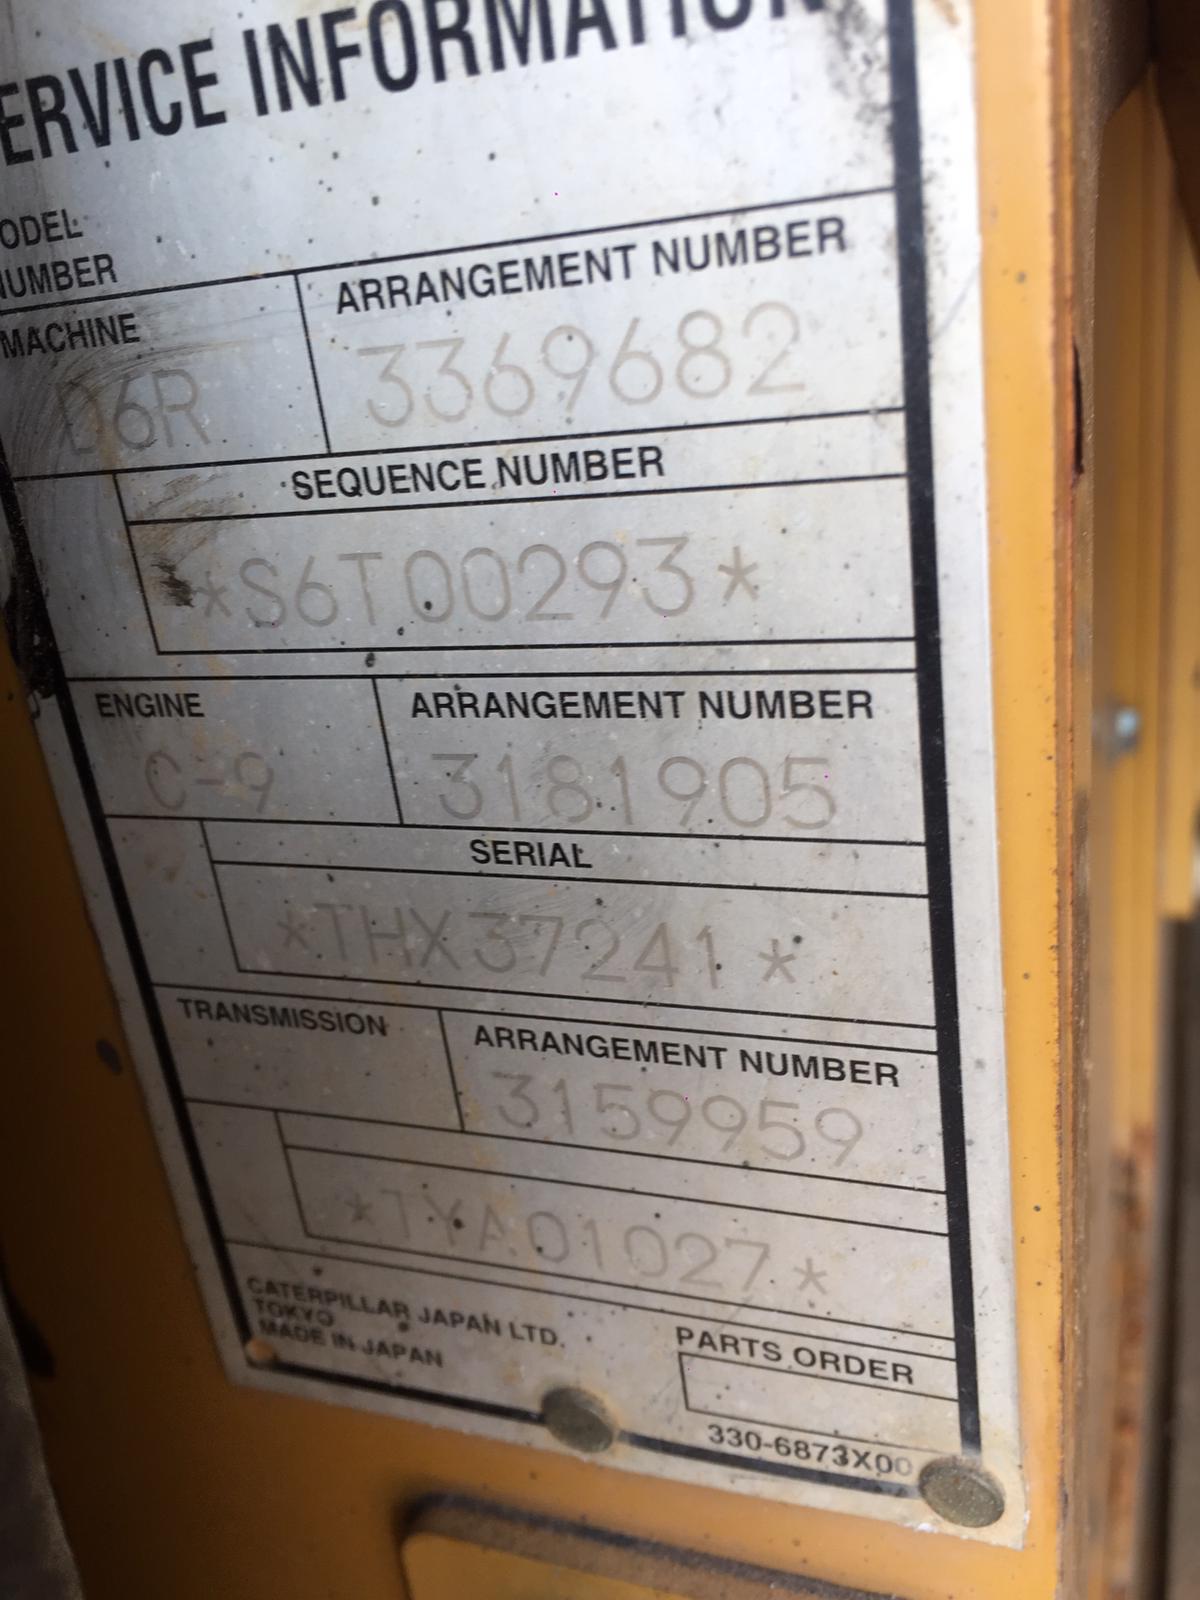 ERVICE INFORMATION
ODEL
NUMBER
ARRANGEMENT NUMBER
MACHINE
D6R
3369682
SEQUENCE NUMBER
*S6T00293*
ENGINE
ARRANGEMENT NUMBER
C-9
3181905
SERIAL
*THX37241*
TRANSMISSION
ARRANGEMENT NUMBER
3159959
*TYA01027*
CATERPILLAR JAPAN LTD.
TOKYO
MADE IN JAPAN
PARTS ORDER
330-6873X00